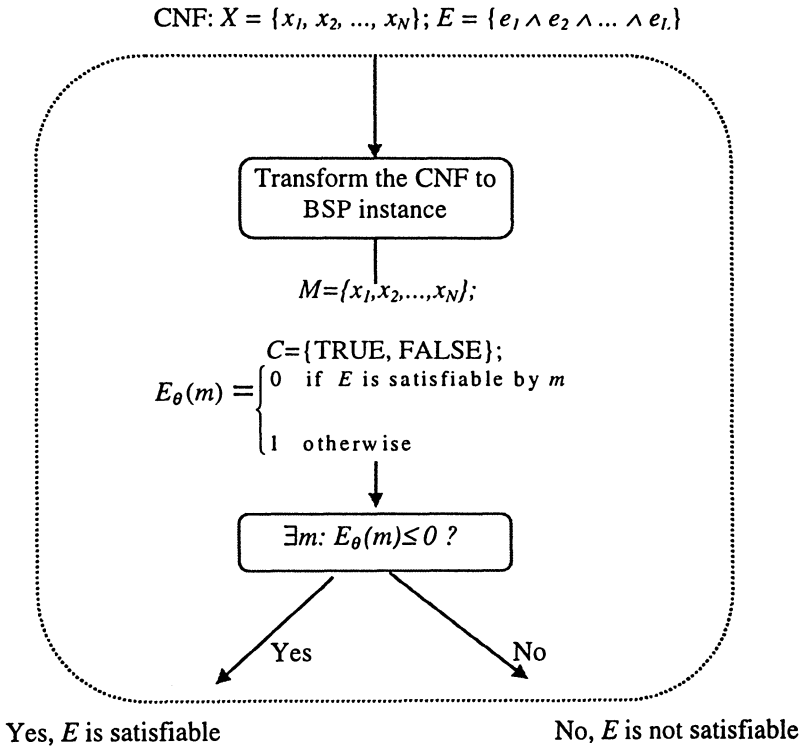 CNF: X = {x1, x2, ..., xN}; E = {e1 ∧ e2 ∧ ... ∧ eL}
Transform the CNF to
BSP instance
M={x1,x2,...,xN};
C={TRUE, FALSE};
Eθ(m) = { 0 if E is satisfiable by m
1 otherwise
∃m: Eθ(m)≤0 ?
Yes
No
Yes, E is satisfiable
No, E is not satisfiable